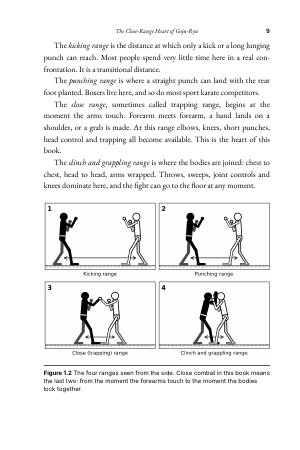 The Close-Range Heart of Goju-Ryu 9
The kicking range is the distance at which only a kick or a long lunging
punch can reach. Most people spend very little time here in a real con-
frontation. It is a transitional distance.
The punching range is where a straight punch can land with the rear
foot planted. Boxers live here, and so do most sport karate competitors.
The close range, sometimes called trapping range, begins at the
moment the arms touch. Forearm meets forearm, a hand lands on a
shoulder, or a grab is made. At this range elbows, knees, short punches,
head control and trapping all become available. This is the heart of this
book.
The clinch and grappling range is where the bodies are joined: chest to
chest, head to head, arms wrapped. Throws, sweeps, joint controls and
knees dominate here, and the fight can go to the floor at any moment.
1 2
Kicking range Punching range
3 4
Close (trapping) range Clinch and grappling range
Figure 1.2 The four ranges seen from the side. Close combat in this book means
the last two: from the moment the forearms touch to the moment the bodies
lock together.